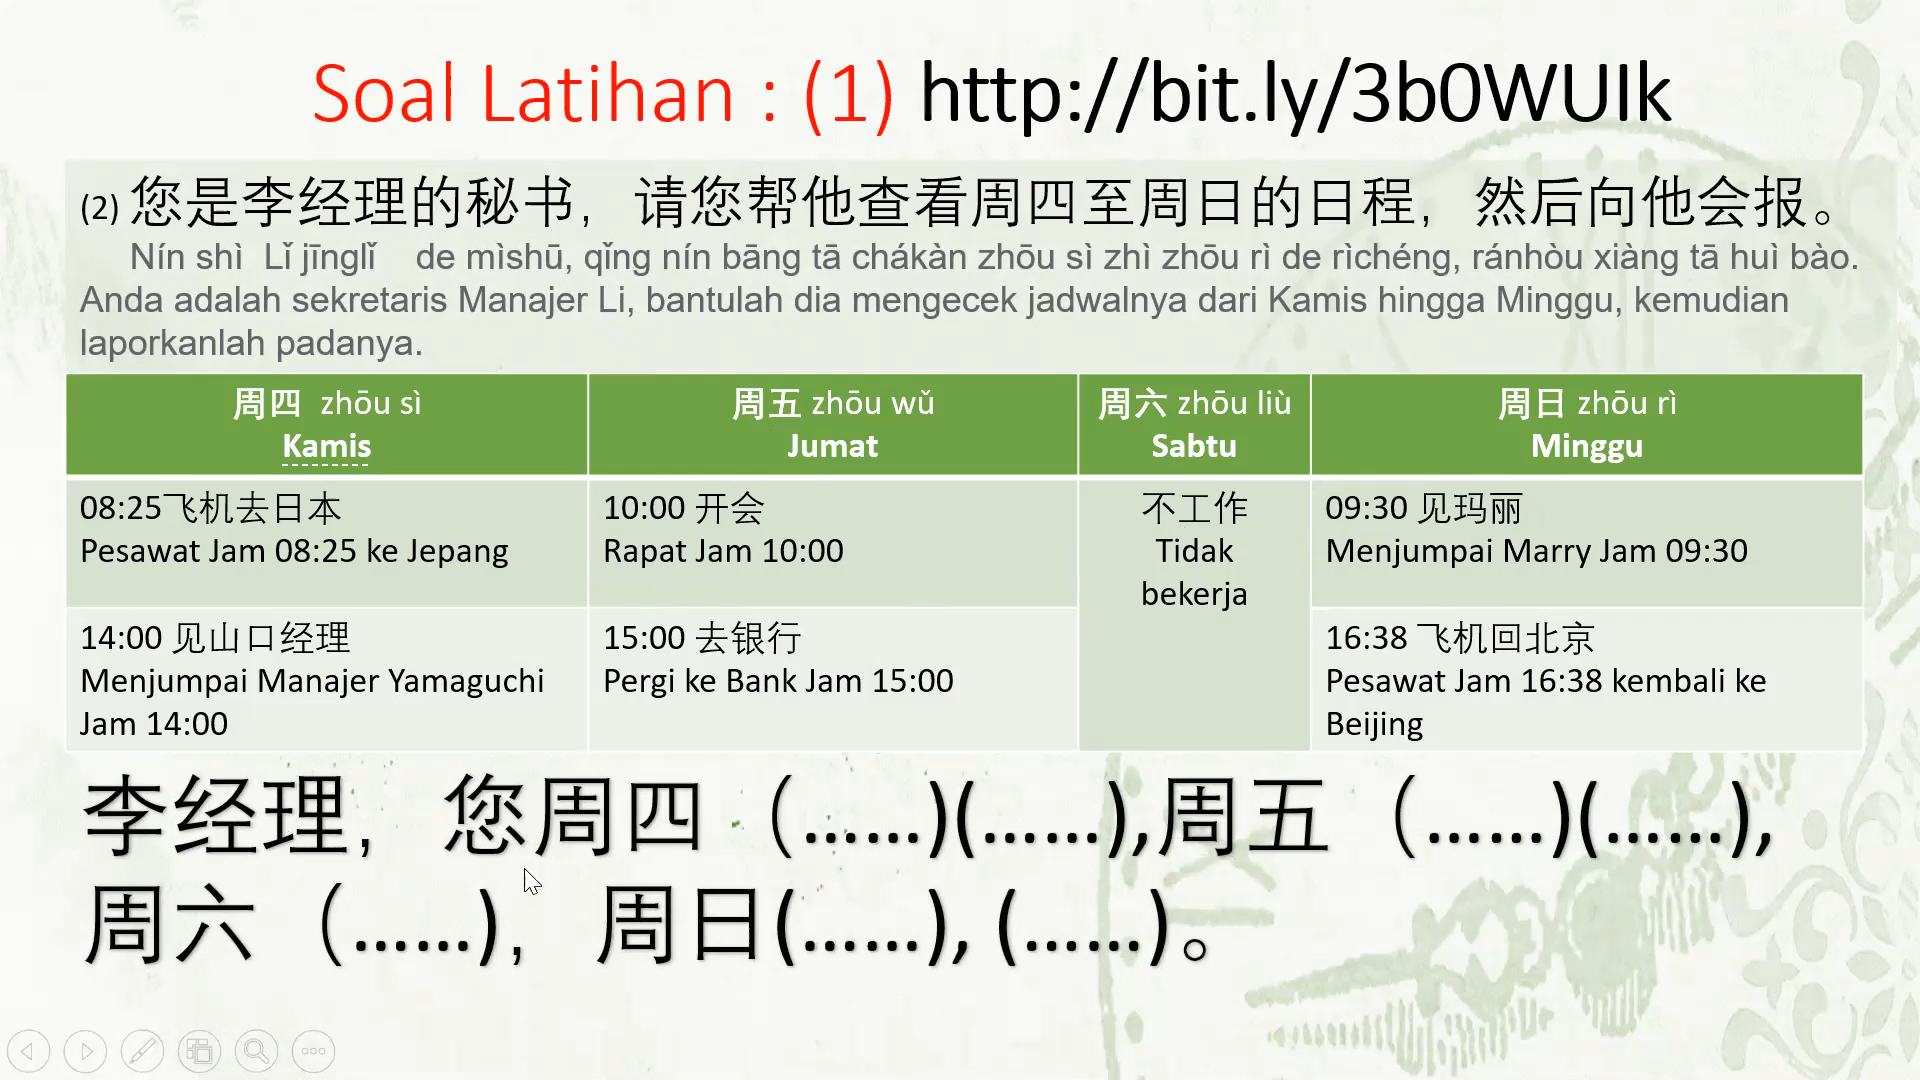 Soal Latihan : (1) http://bit.ly/3b0WUIk
(2) 您是李经理的秘书，请您帮他查看周四至周日的日程，然后向他会报。
Nín shì Lǐ jīnglǐ de mìshū, qǐng nín bāng tā chákàn zhōu sì zhì zhōu rì de rìchéng, ránhòu xiàng tā huì bào.
Anda adalah sekretaris Manajer Li, bantulah dia mengecek jadwalnya dari Kamis hingga Minggu, kemudian
laporkanlah padanya.
周四 zhōu sì
Kamis
周五 zhōu wǔ
Jumat
周六 zhōu liù
Sabtu
周日 zhōu rì
Minggu
08:25飞机去日本
Pesawat Jam 08:25 ke Jepang
10:00 开会
Rapat Jam 10:00
不工作
Tidak
bekerja
09:30 见玛丽
Menjumpai Marry Jam 09:30
14:00 见山口经理
Menjumpai Manajer Yamaguchi
Jam 14:00
15:00 去银行
Pergi ke Bank Jam 15:00
16:38 飞机回北京
Pesawat Jam 16:38 kembali ke
Beijing
李经理，您周四（……)(……),周五（……)(……),
周六（……)，周日(……), (……)。